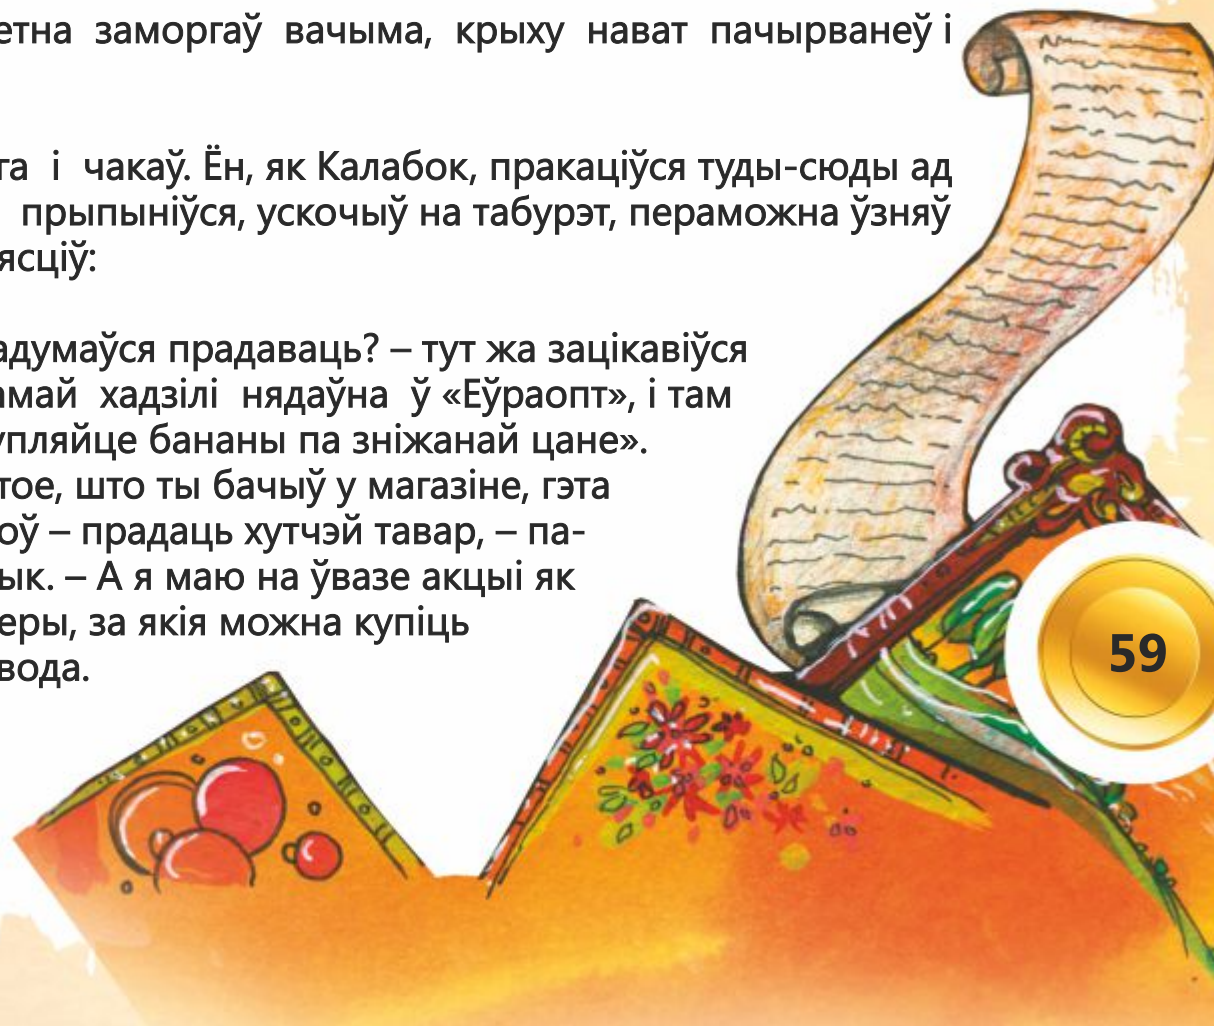 етна заморгаў вачыма, крыху нават пачырванеў і
га і чакаў. Ён, як Калабок, пракаціўся туды-сюды ад
прыпыніўся, ускочыў на табурэт, пераможна ўзняў
ясціў:
адумаўся прадаваць? – тут жа зацікавіўся
амай хадзілі нядаўна ў «Еўраопт», і там
упляйце бананы па зніжанай цане».
тое, што ты бачыў у магазіне, гэта
оў – прадаць хутчэй тавар, – па-
ык. – А я маю на ўвазе акцыі як
еры, за якія можна купіць
вода.
59